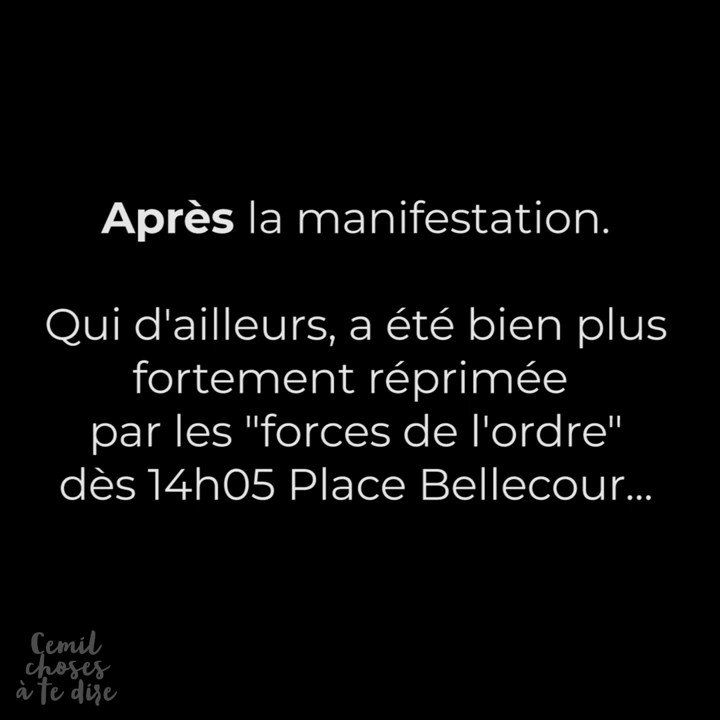 Après la manifestation.
Qui d'ailleurs, a été bien plus
fortement réprimée
par les "forces de l'ordre"
dès 14h05 Place Bellecour...
Cemil
choses
à te dire